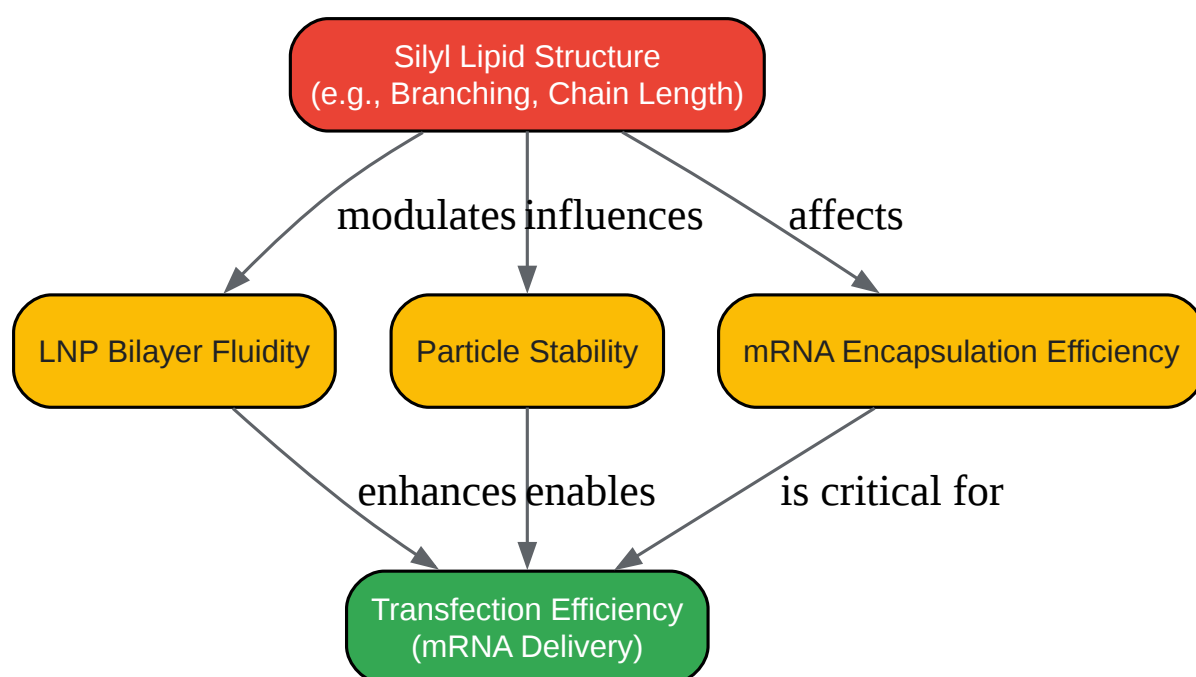 Silyl Lipid Structure
(e.g., Branching, Chain Length)
modulates
influences
affects
LNP Bilayer Fluidity
Particle Stability
mRNA Encapsulation Efficiency
enhances
enables
is critical for
Transfection Efficiency
(mRNA Delivery)